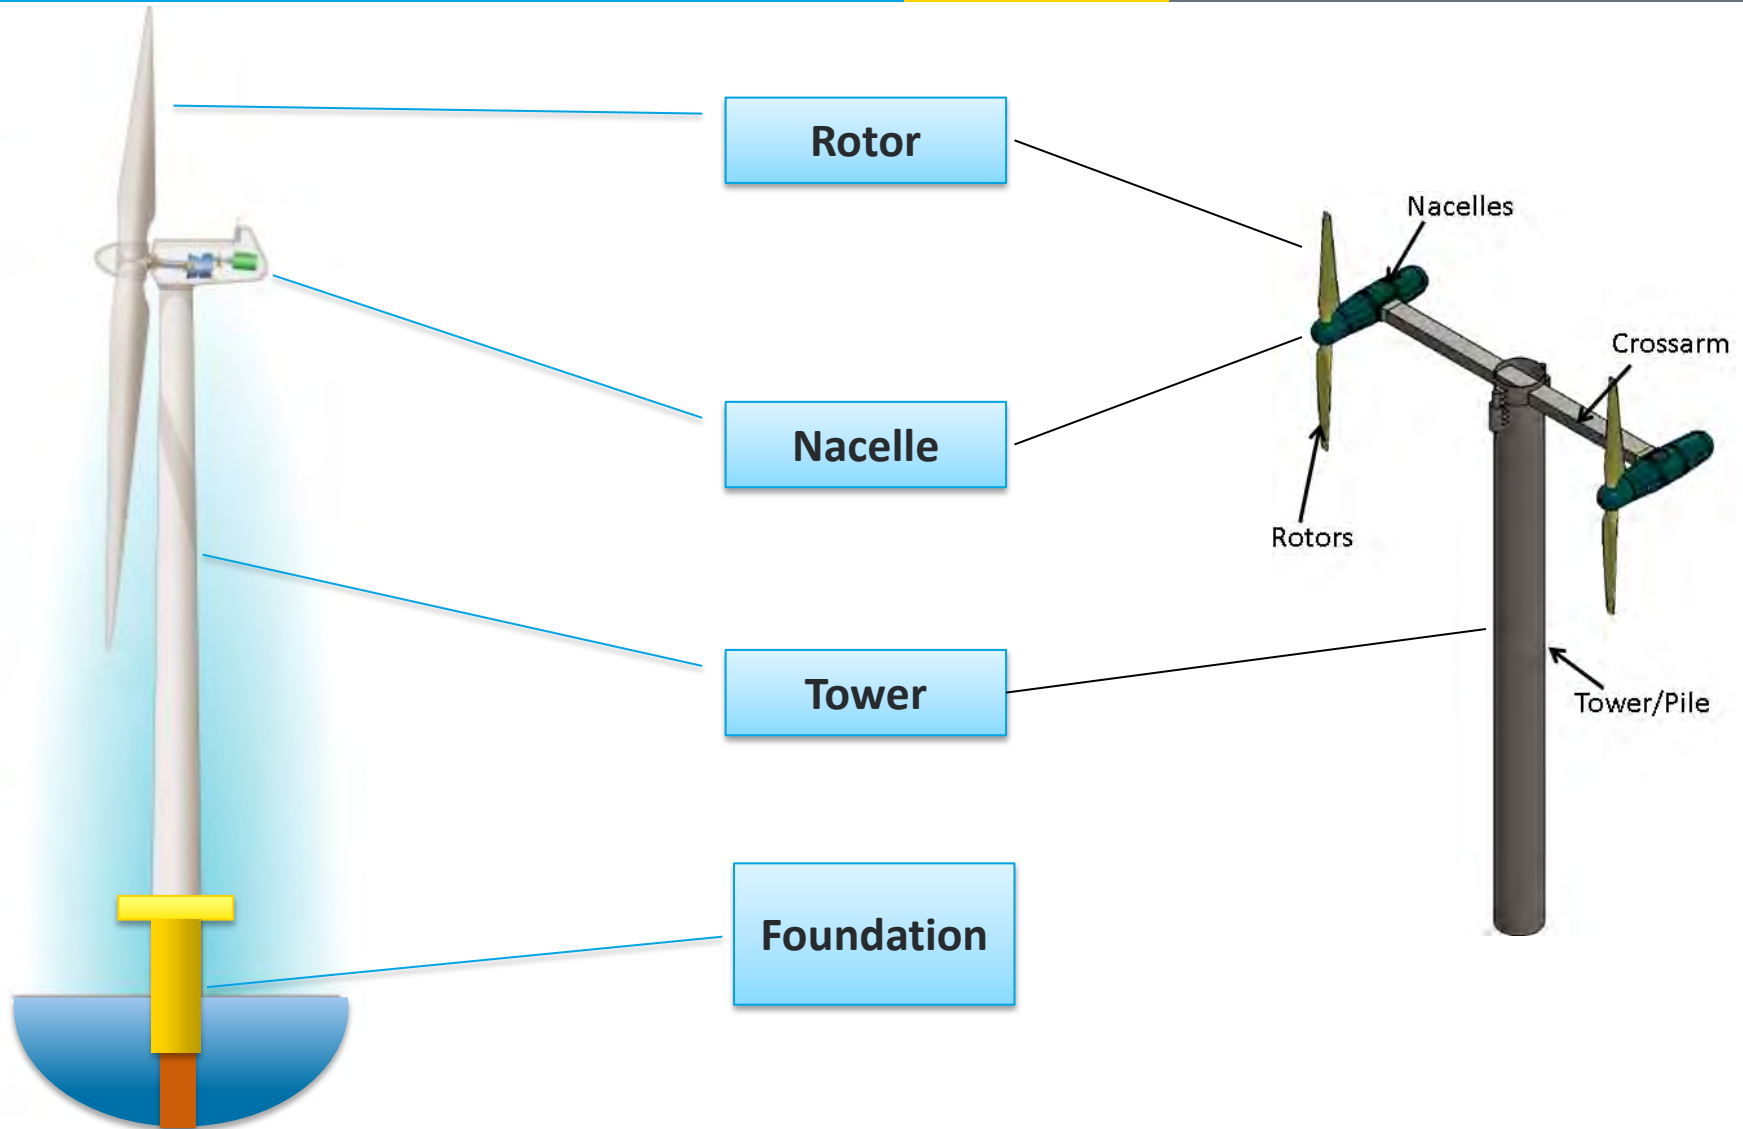 Rotor
Nacelles
Crossarm
Nacelle
Rotors
Tower
Tower/Pile
Foundation